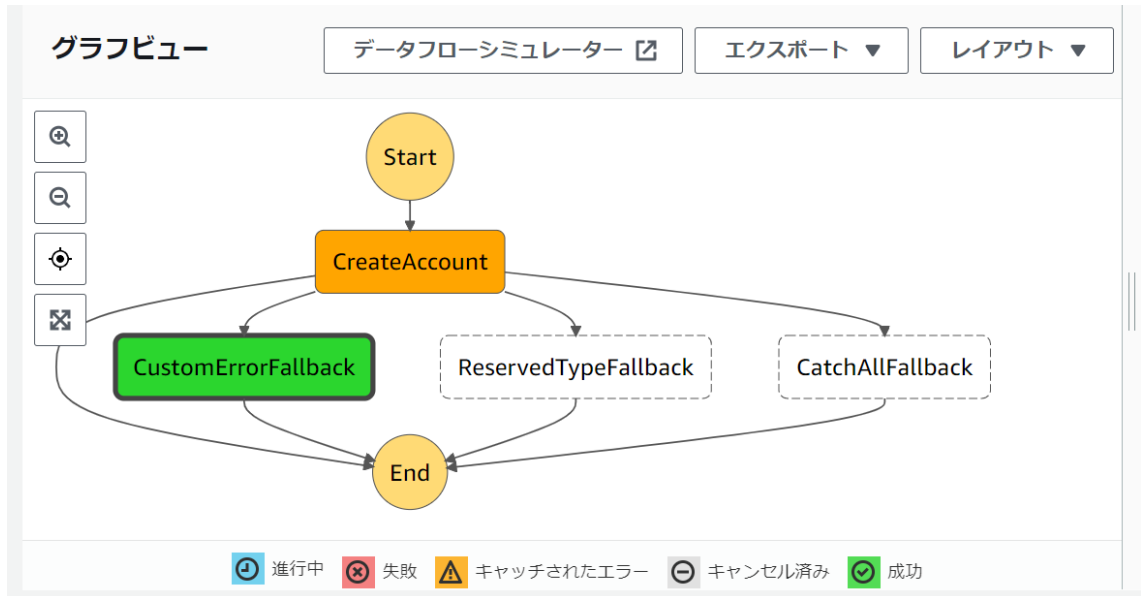 グラフビュー
データフローシミュレーター
エクスポート ▼
レイアウト ▼
Start
CreateAccount
CustomErrorFallback
ReservedTypeFallback
CatchAllFallback
End
進行中
失敗
キャッチされたエラー
キャンセル済み
成功